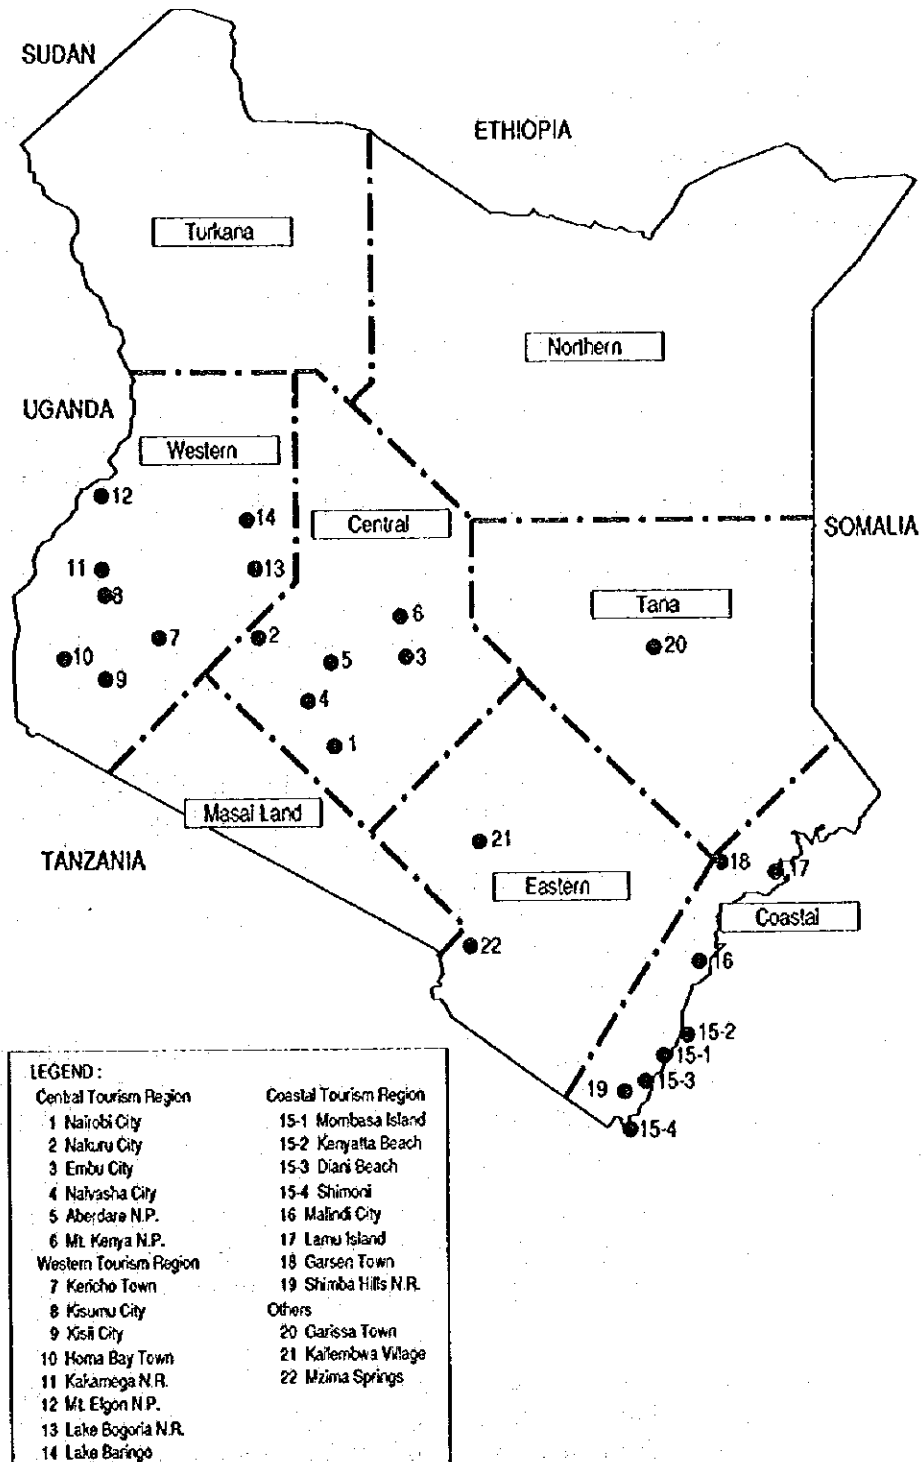 SUDAN
ETHIOPIA
Turkana
Northern
UGANDA
Western
12
14
Central
SOMALIA
11
13
8
Tana
6
7
2
20
10
5
3
9
4
1
Masai Land
21
TANZANIA
18
17
Eastern
Coastal
22
16
15-2
15-1
15-3
19
15-4
LEGEND :
Central Tourism Region
1 Nairobi City
2 Nakuru City
3 Embu City
4 Naivasha City
5 Aberdare N.P.
6 Mt. Kenya N.P.
Western Tourism Region
7 Kericho Town
8 Kisumu City
9 Kisii City
10 Homa Bay Town
11 Kakamega N.R.
12 Mt. Elgon N.P.
13 Lake Bogoria N.R.
14 Lake Baringo
Coastal Tourism Region
15-1 Mombasa Island
15-2 Kenyatta Beach
15-3 Diani Beach
15-4 Shimoni
16 Malindi City
17 Lamu Island
18 Garsen Town
19 Shimba Hills N.R.
Others
20 Garissa Town
21 Kailembwa Village
22 Mzima Springs